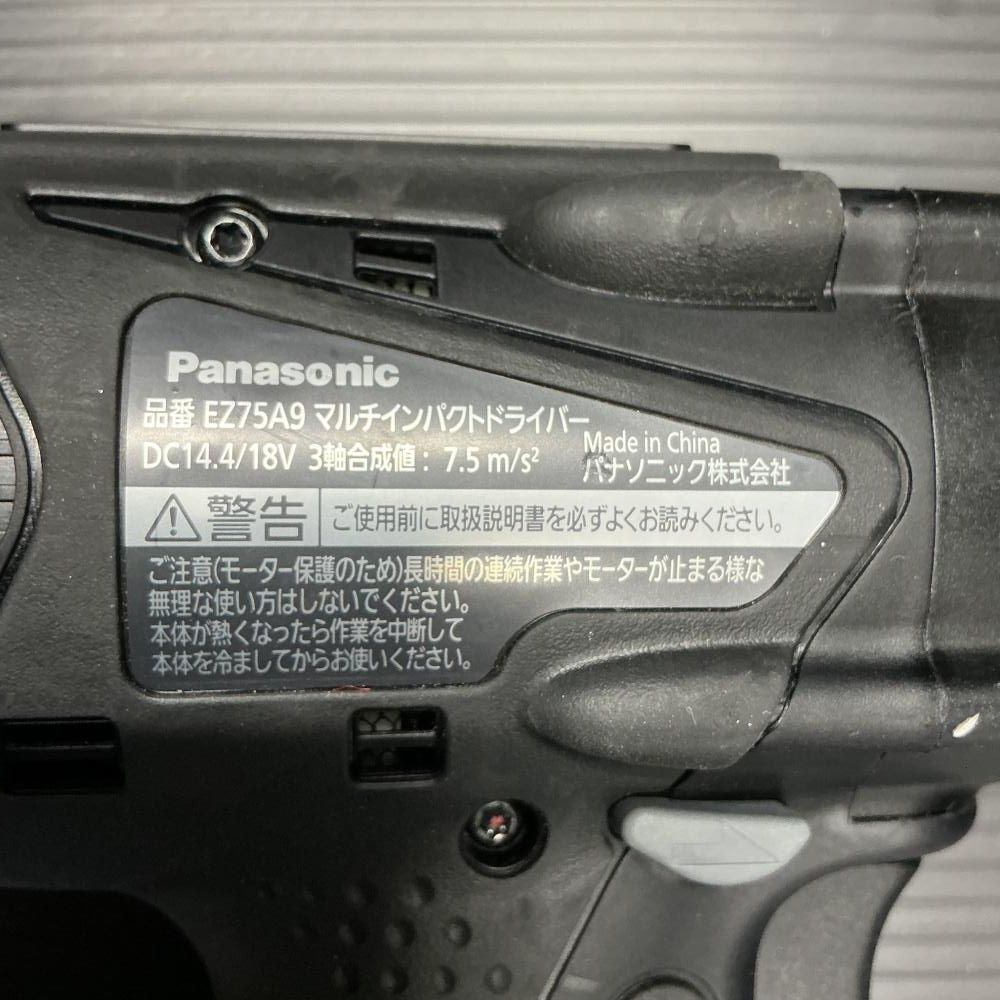 Panasonic
品番 EZ75A9 マルチインパクトドライバー
DC14.4/18V 3軸合成値: 7.5 m/s²
Made in China
パナソニック株式会社
警告 ご使用前に取扱説明書を必ずよくお読みください。
ご注意(モーター保護のため)長時間の連続作業やモーターが止まる様な
無理な使い方はしないでください。
本体が熱くなったら作業を中断して
本体を冷ましてからお使いください。